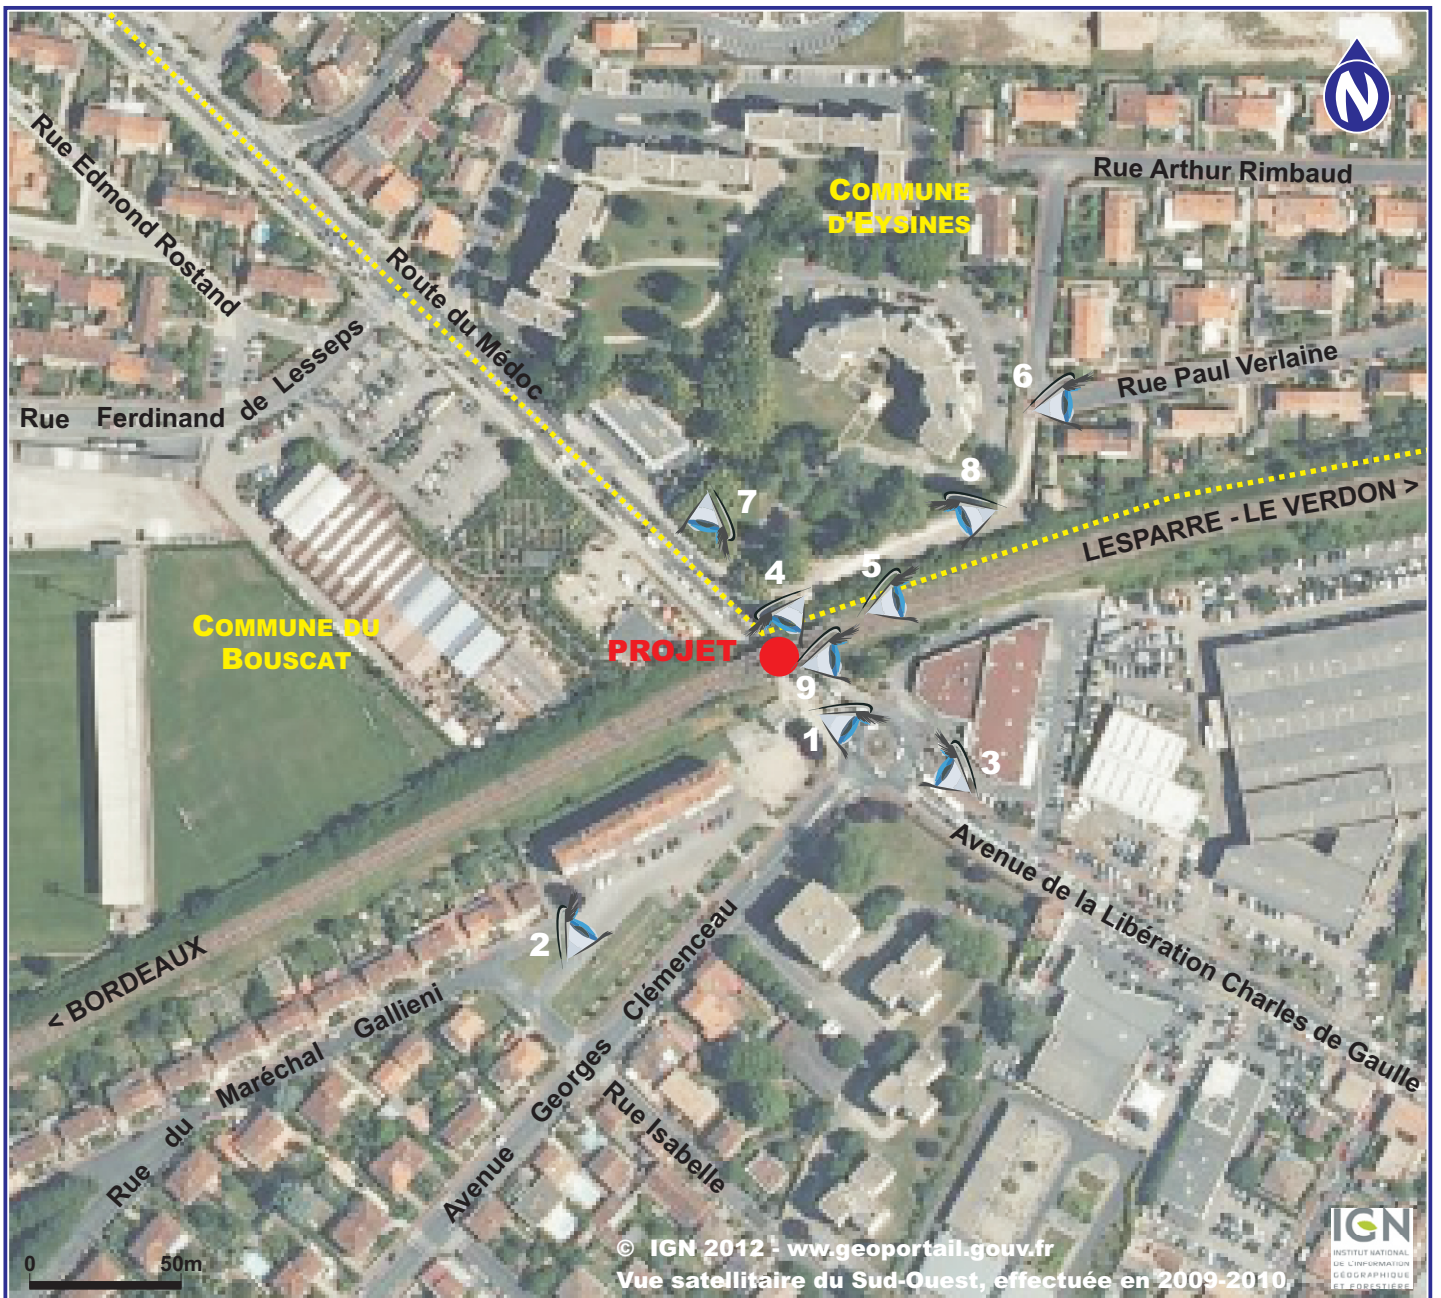 N
Rue Arthur Rimbaud
Rue Edmond Rostand
COMMUNE
D'EYSINES
Route du Médoc
Rue Ferdinand de Lesseps
6
Rue Paul Verlaine
8
7
LESPARRE - LE VERDON >
5
4
COMMUNE DU
BOUSCAT
PROJET
9
1
3
Avenue de la Libération Charles de Gaulle
2
< BORDEAUX
Rue du Maréchal Gallieni
Avenue Georges Clémenceau
Rue Isabelle
0 50m
© IGN 2012 - ww.geoportail.gouv.fr
Vue satellitaire du Sud-Ouest, effectuée en 2009-2010
IGN
INSTITUT NATIONAL
DE L'INFORMATION
GÉOGRAPHIQUE
ET FORESTIÈRE